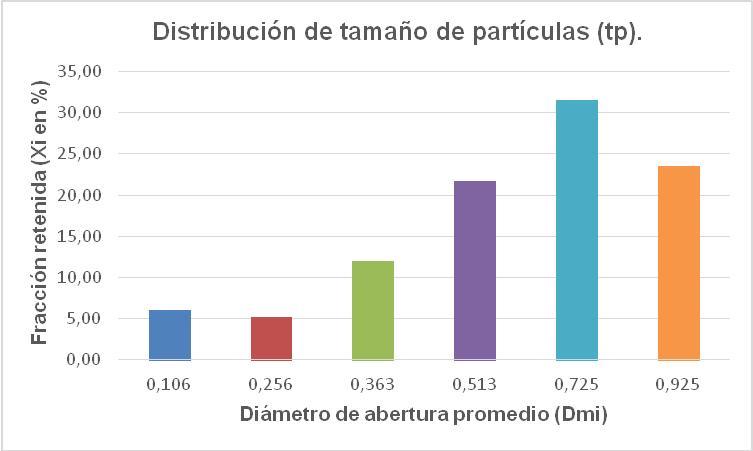 Distribución de tamaño de partículas (tp).
Fracción retenida (Xi en %)
35,00
30,00
25,00
20,00
15,00
10,00
5,00
0,00
0,106 0,256 0,363 0,513 0,725 0,925
Diámetro de abertura promedio (Dmi)